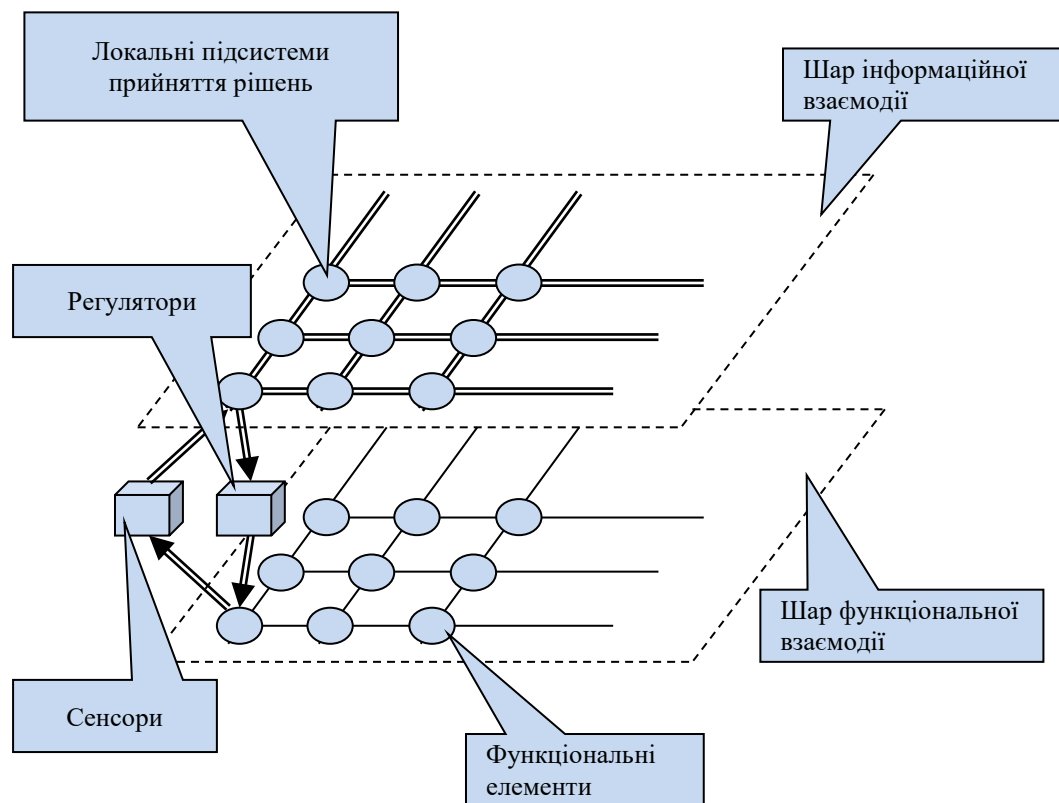 Локальні підсистеми
прийняття рішень
Шар інформаційної
взаємодії
Регулятори
Шар функціональної
взаємодії
Сенсори
Функціональні
елементи